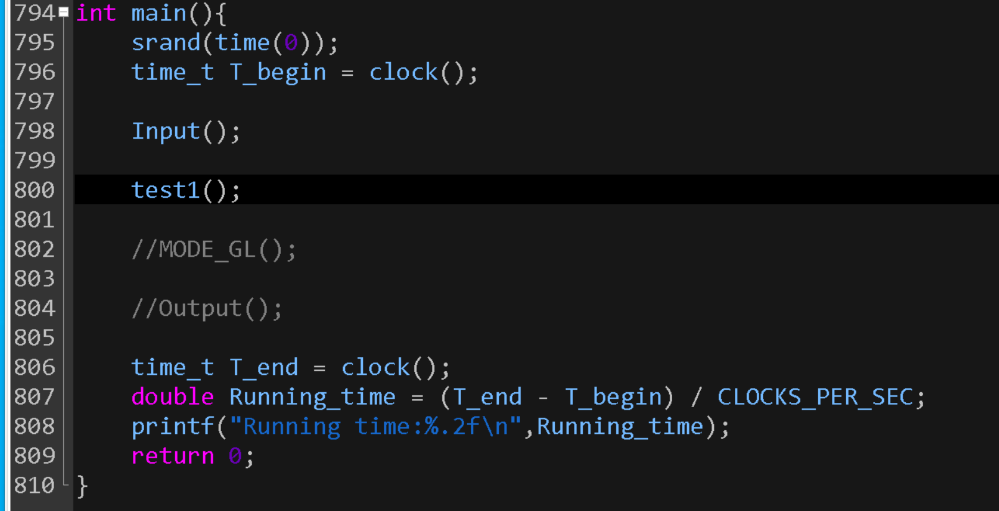 794 int main(){
795 srand(time(0));
796 time_t T_begin = clock();
797
798 Input();
799
800 test1();
801
802 //MODE_GL();
803
804 //Output();
805
806 time_t T_end = clock();
807 double Running_time = (T_end - T_begin) / CLOCKS_PER_SEC;
808 printf("Running time:%.2f\n",Running_time);
809 return 0;
810 }